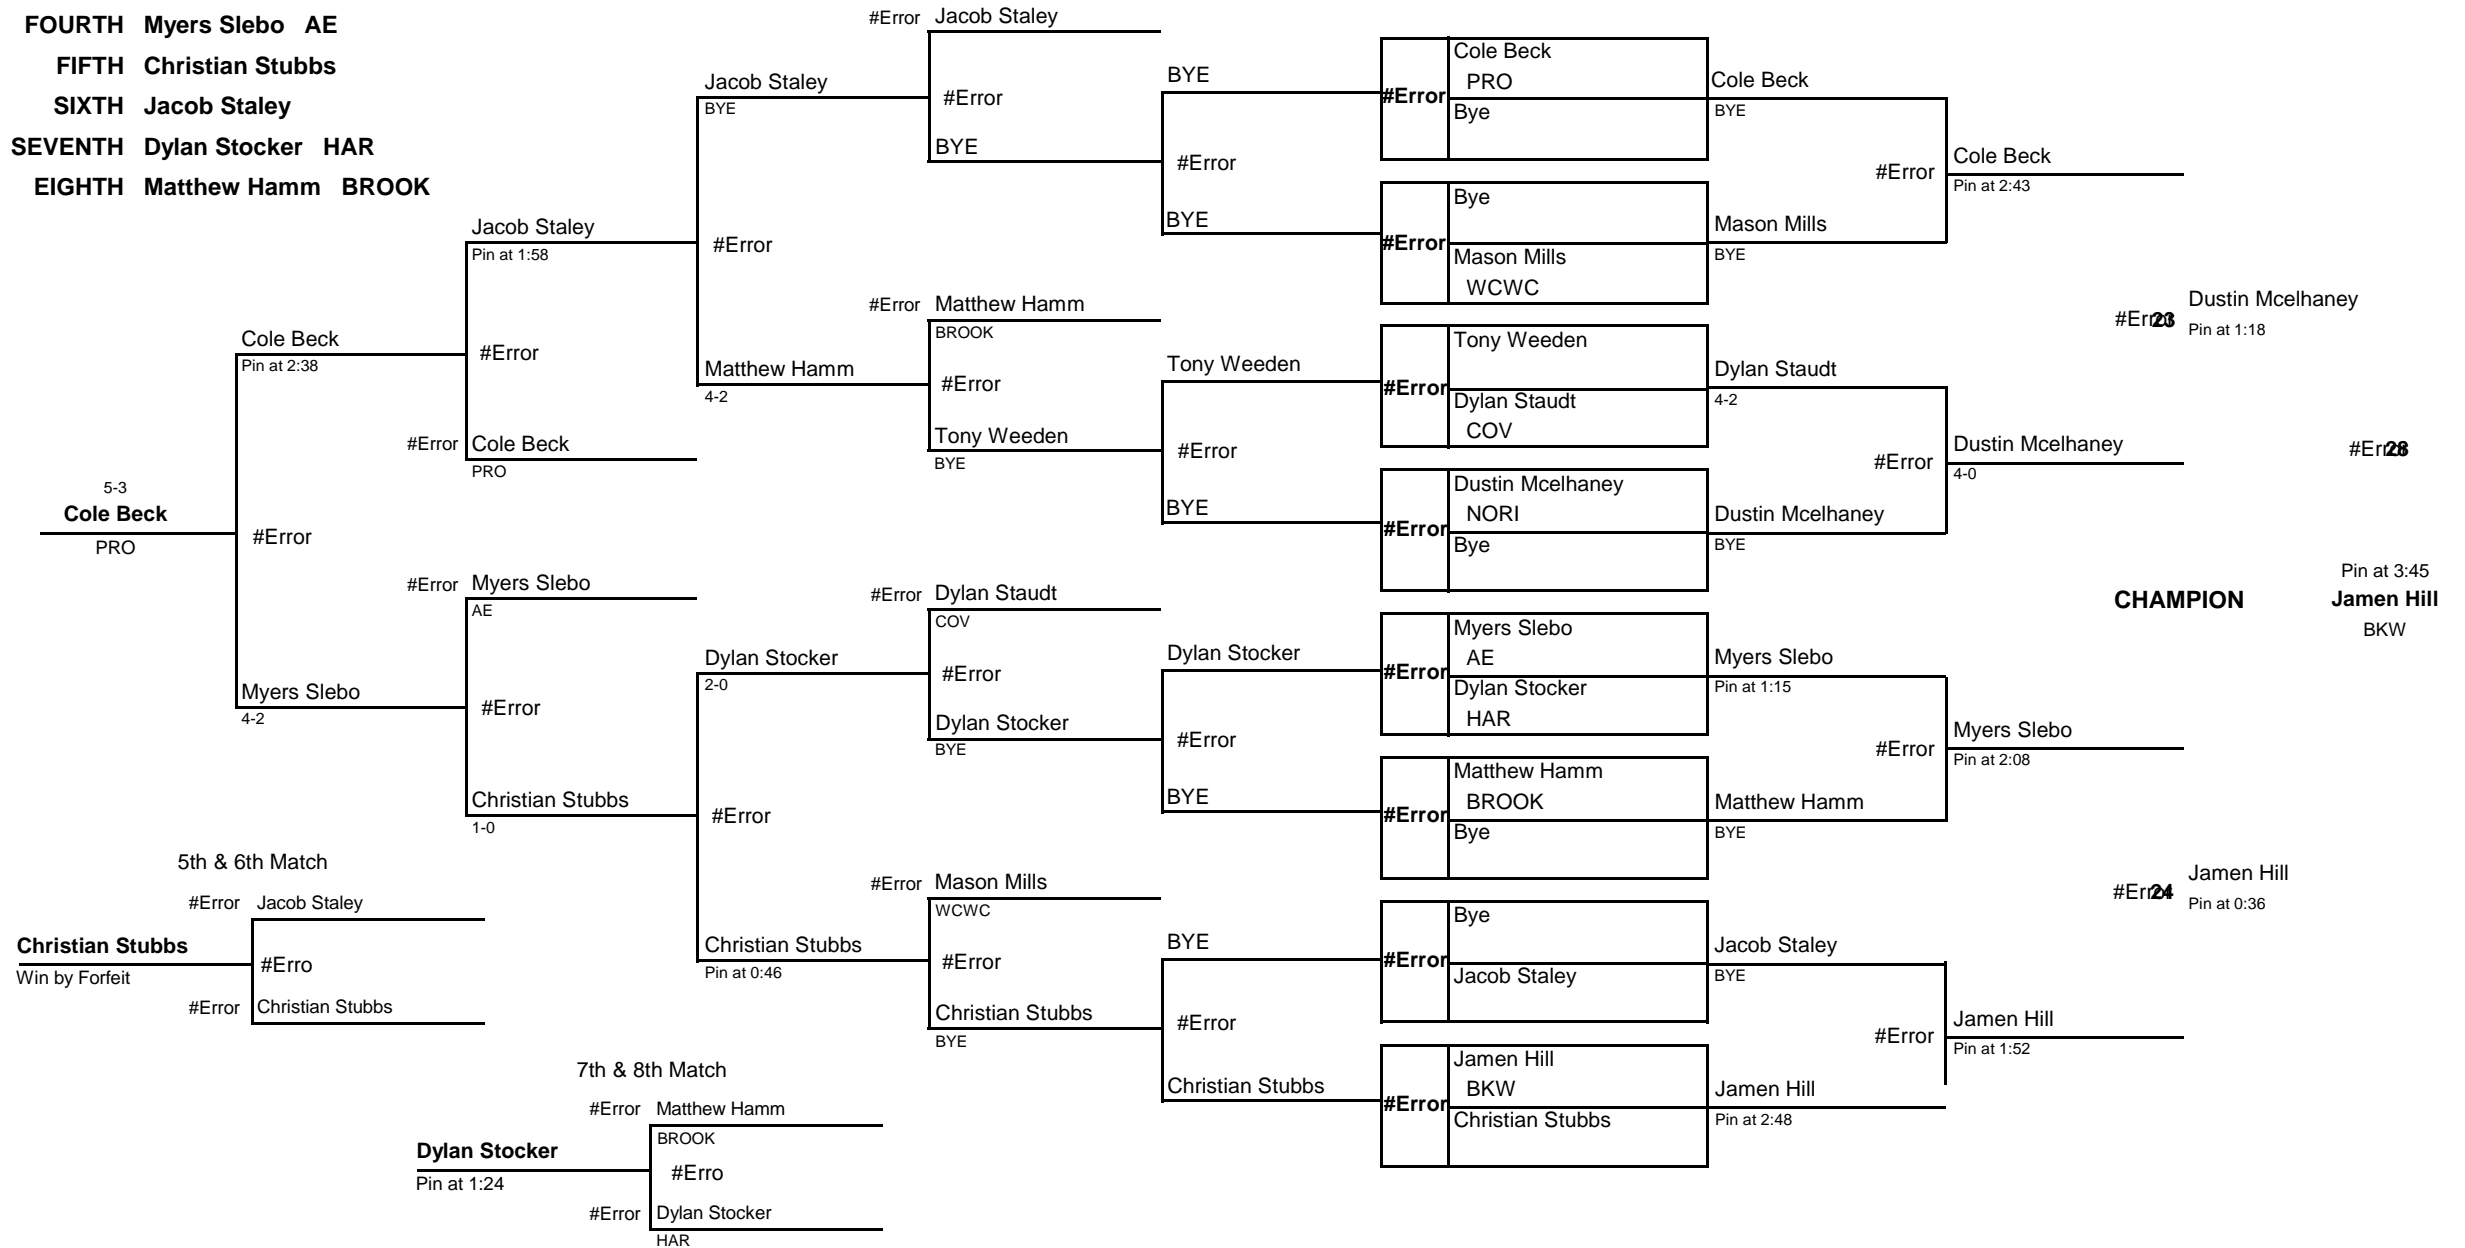 FOURTH Myers Slebo AE
FIFTH Christian Stubbs
SIXTH Jacob Staley
SEVENTH Dylan Stocker HAR
EIGHTH Matthew Hamm BROOK
5-3
Cole Beck
PRO
Cole Beck
Pin at 2:38
#Error
Myers Slebo
4-2
Jacob Staley
Pin at 1:58
#Error
#Error Cole Beck
PRO
#Error Myers Slebo
AE
#Error
Christian Stubbs
1-0
Jacob Staley
BYE
#Error
Matthew Hamm
4-2
Dylan Stocker
2-0
#Error
Christian Stubbs
Pin at 0:46
#Error Jacob Staley
#Error
BYE
#Error Matthew Hamm
BROOK
#Error
Tony Weeden
BYE
#Error Dylan Staudt
COV
#Error
Dylan Stocker
BYE
#Error Mason Mills
WCWC
#Error
Christian Stubbs
BYE
BYE
#Error
BYE
Tony Weeden
#Error
BYE
Dylan Stocker
#Error
BYE
BYE
#Error
Christian Stubbs
Cole Beck
PRO
#Error
Bye
Bye
#Error
Mason Mills
WCWC
Tony Weeden
#Error
Dylan Staudt
COV
Dustin Mcelhaney
NORI
#Error
Bye
Myers Slebo
AE
#Error
Dylan Stocker
HAR
Matthew Hamm
BROOK
#Error
Bye
Bye
#Error
Jacob Staley
Jamen Hill
BKW
#Error
Christian Stubbs
Cole Beck
BYE
#Error
Mason Mills
BYE
Dylan Staudt
4-2
#Error
Dustin Mcelhaney
BYE
Myers Slebo
Pin at 1:15
#Error
Matthew Hamm
BYE
Jacob Staley
BYE
#Error
Jamen Hill
Pin at 2:48
Cole Beck
Pin at 2:43
Dustin Mcelhaney
4-0
Myers Slebo
Pin at 2:08
Jamen Hill
Pin at 1:52
Dustin Mcelhaney
23
Pin at 1:18
28
Pin at 3:45
CHAMPION Jamen Hill
BKW
Jamen Hill
24
Pin at 0:36
5th & 6th Match
#Error Jacob Staley
Christian Stubbs
#Erro
Win by Forfeit
#Error Christian Stubbs
7th & 8th Match
#Error Matthew Hamm
BROOK
Dylan Stocker
#Erro
Pin at 1:24
#Error Dylan Stocker
HAR